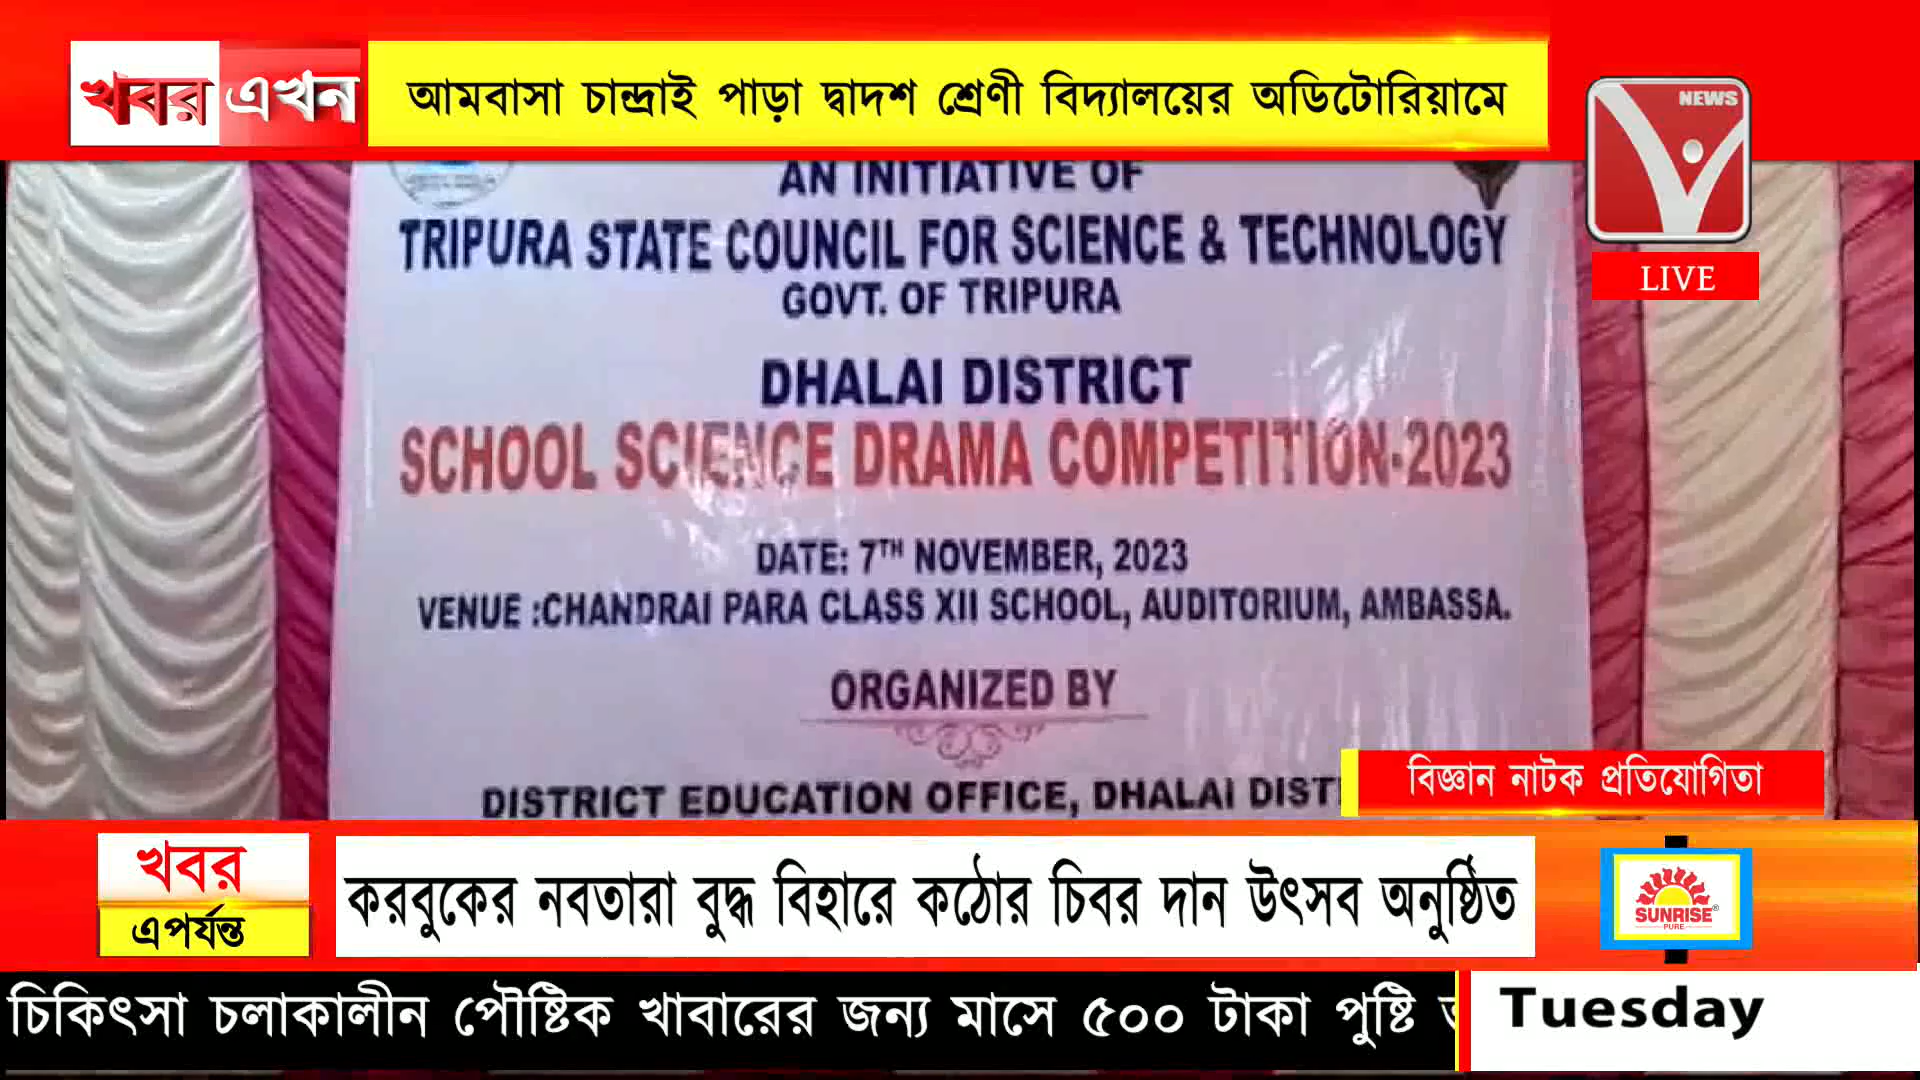 খবর এখন
আমবাসা চান্দ্রাই পাড়া দ্বাদশ শ্রেণী বিদ্যালয়ের অডিটোরিয়ামে
NEWS
LIVE
AN INITIATIVE OF
TRIPURA STATE COUNCIL FOR SCIENCE & TECHNOLOGY
GOVT. OF TRIPURA
DHALAI DISTRICT
SCHOOL SCIENCE DRAMA COMPETITION-2023
DATE: 7TH NOVEMBER, 2023
VENUE :CHANDRAI PARA CLASS XII SCHOOL, AUDITORIUM, AMBASSA.
ORGANIZED BY
DISTRICT EDUCATION OFFICE, DHALAI
বিজ্ঞান নাটক প্রতিযোগিতা
খবর
এপর্যন্ত
করবুকের নবতারা বুদ্ধ বিহারে কঠোর চিবর দান উৎসব অনুষ্ঠিত
SUNRISE®
PURE
চিকিৎসা চলাকালীন পৌষ্টিক খাবারের জন্য মাসে ৫০০ টাকা পুষ্টি
Tuesday